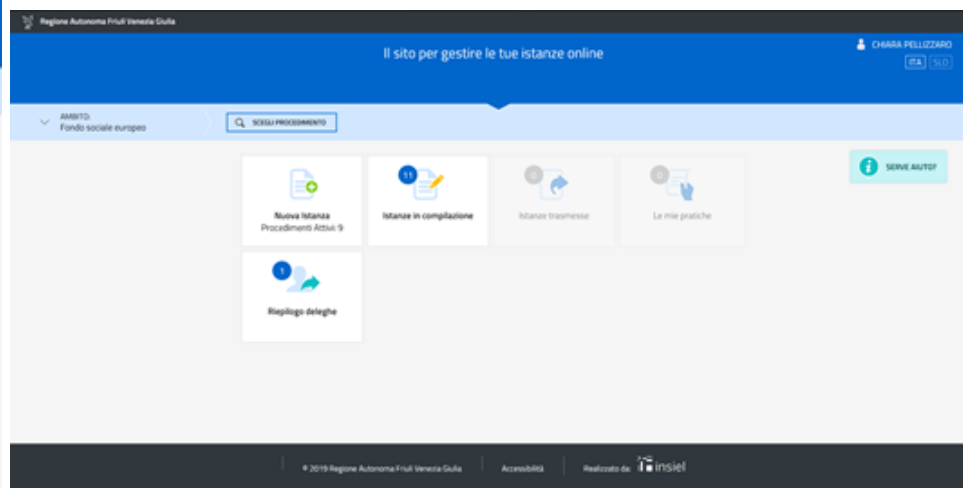 Regione Autonoma Friuli Venezia Giulia
Il sito per gestire le tue istanze online
CHIARA PELLIZZARO
ITA SLO
AMBITO:
Fondo sociale europeo
SCEGLI PROCEDIMENTO
SERVE AIUTO?
Nuova Istanza
Procedimenti Attivi: 9
11
Istanze in compilazione
0
Istanze trasmesse
0
Le mie pratiche
1
Riepilogo deleghe
© 2019 Regione Autonoma Friuli Venezia Giulia
Accessibilità
Realizzato da: insiel